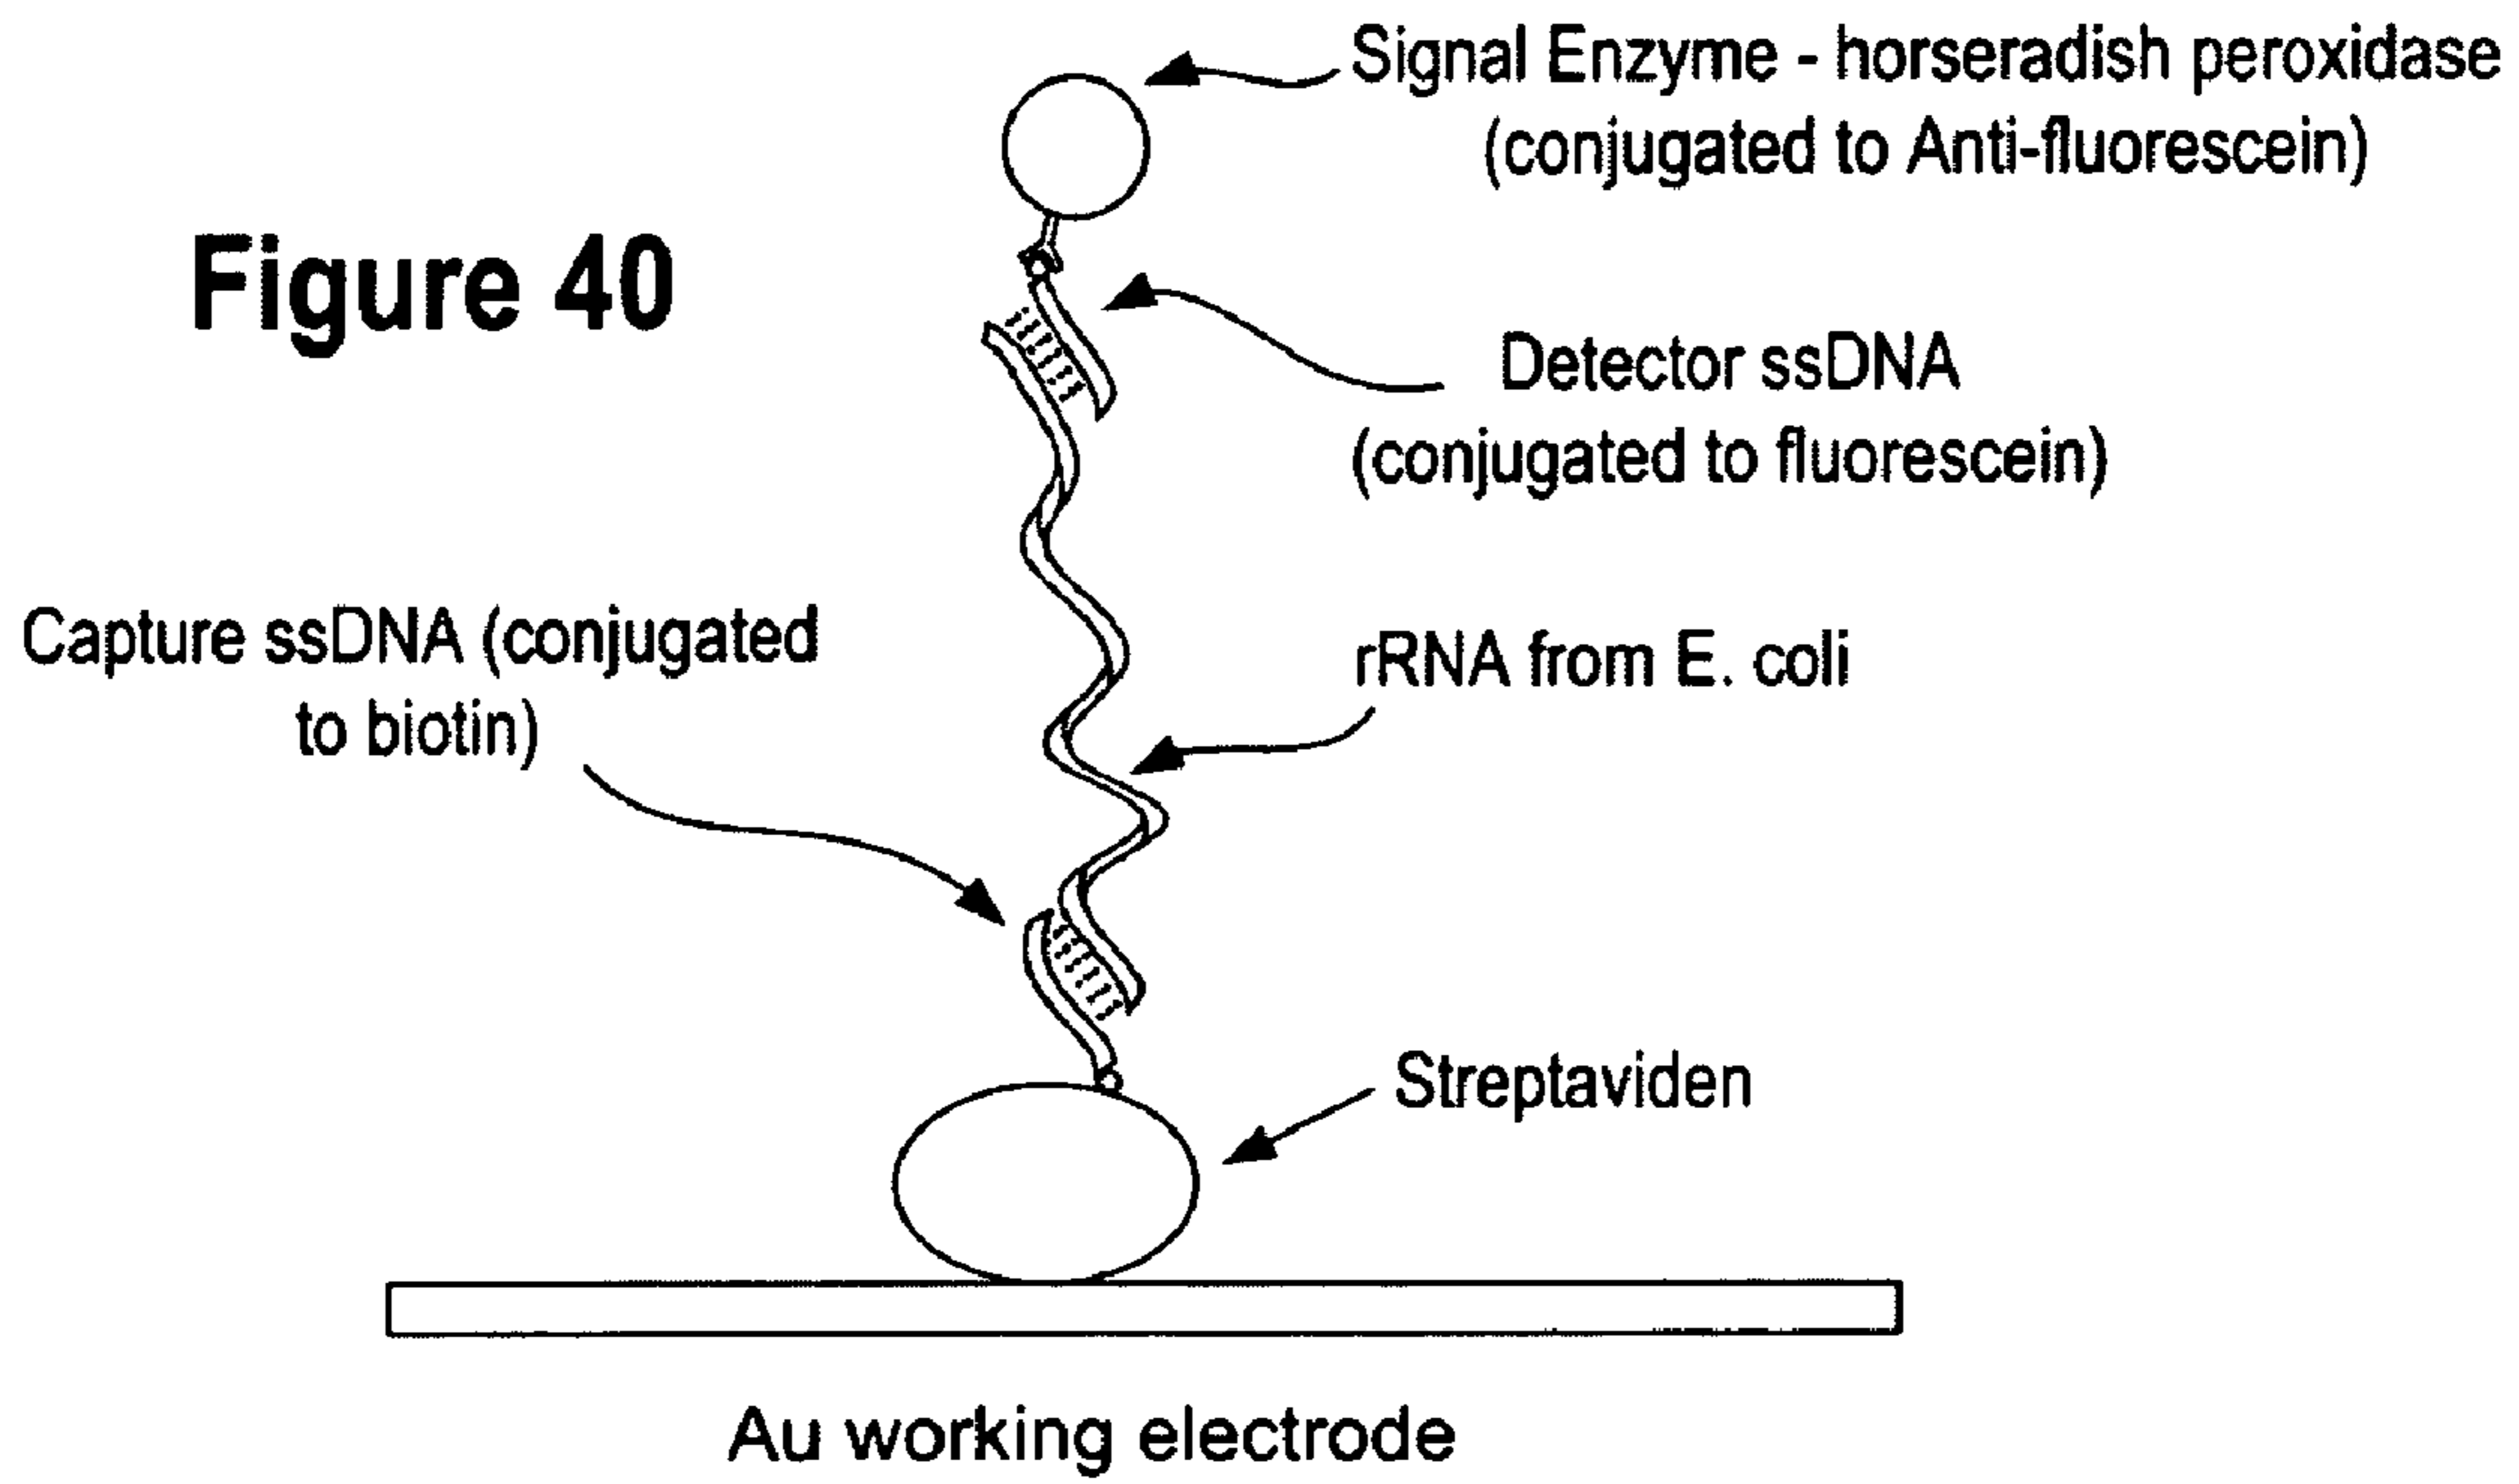 Signal Enzyme - horseradish peroxidase
(conjugated to Anti-fluorescein)
Figure 40
Detector ssDNA
(conjugated to fluorescein)
Capture ssDNA (conjugated
to biotin)
rRNA from E. coli
Streptaviden
Au working electrode